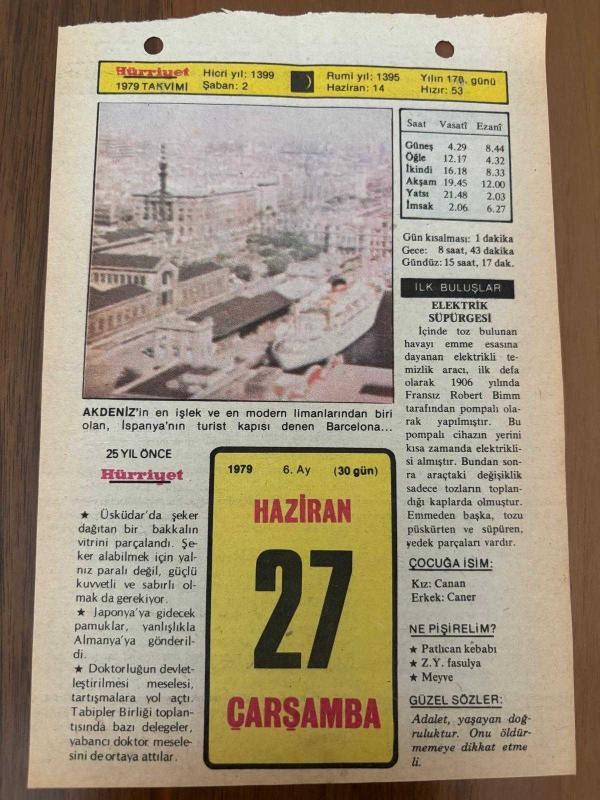 Hürriyet
1979 TAKVİMİ
Hicri yıl: 1399
Şaban: 2
Rumi yıl: 1395
Haziran: 14
Yılın 178. günü
Hızır: 53
Saat Vasatî Ezanî
Güneş 4.29 8.44
Öğle 12.17 4.32
İkindi 16.18 8.33
Akşam 19.45 12.00
Yatsı 21.48 2.03
İmsak 2.06 6.27
Gün kısalması: 1 dakika
Gece: 8 saat, 43 dakika
Gündüz: 15 saat, 17 dak.
AKDENİZ'in en işlek ve en modern limanlarından biri
olan, İspanya'nın turist kapısı denen Barcelona...
İLK BULUŞLAR
ELEKTRİK
SÜPÜRGESİ
İçinde toz bulunan
havayı emme esasına
dayanan elektrikli te-
mizlik aracı, ilk defa
olarak 1906 yılında
Fransız Robert Bimm
tarafından pompalı ola-
rak yapılmıştır. Bu
pompalı cihazın yerini
kısa zamanda elektrikli-
si almıştır. Bundan son-
ra araçtaki değişiklik
sadece tozların toplan-
dığı kaplarda olmuştur.
Emmeden başka, tozu
püskürten ve süpüren,
yedek parçaları vardır.
ÇOCUĞA İSİM:
Kız: Canan
Erkek: Caner
NE PİŞİRELİM?
★ Patlıcan kebabı
★ Z.Y. fasulya
★ Meyve
GÜZEL SÖZLER:
Adalet, yaşayan doğ-
ruluktur. Onu öldür-
memeye dikkat etme
li.
25 YIL ÖNCE
Hürriyet
★ Üsküdar'da şeker
dağıtan bir bakkalın
vitrini parçalandı. Şe-
ker alabilmek için yal-
nız paralı değil, güçlü
kuvvetli ve sabırlı ol-
mak da gerekiyor.
★ Japonya'ya gidecek
pamuklar, yanlışlıkla
Almanya'ya gönderil-
di.
★ Doktorluğun devlet-
leştirilmesi meselesi,
tartışmalara yol açtı.
Tabipler Birliği toplan-
tısında bazı delegeler,
yabancı doktor mesele-
sini de ortaya attılar.
1979 6. Ay (30 gün)
HAZİRAN
27
ÇARŞAMBA